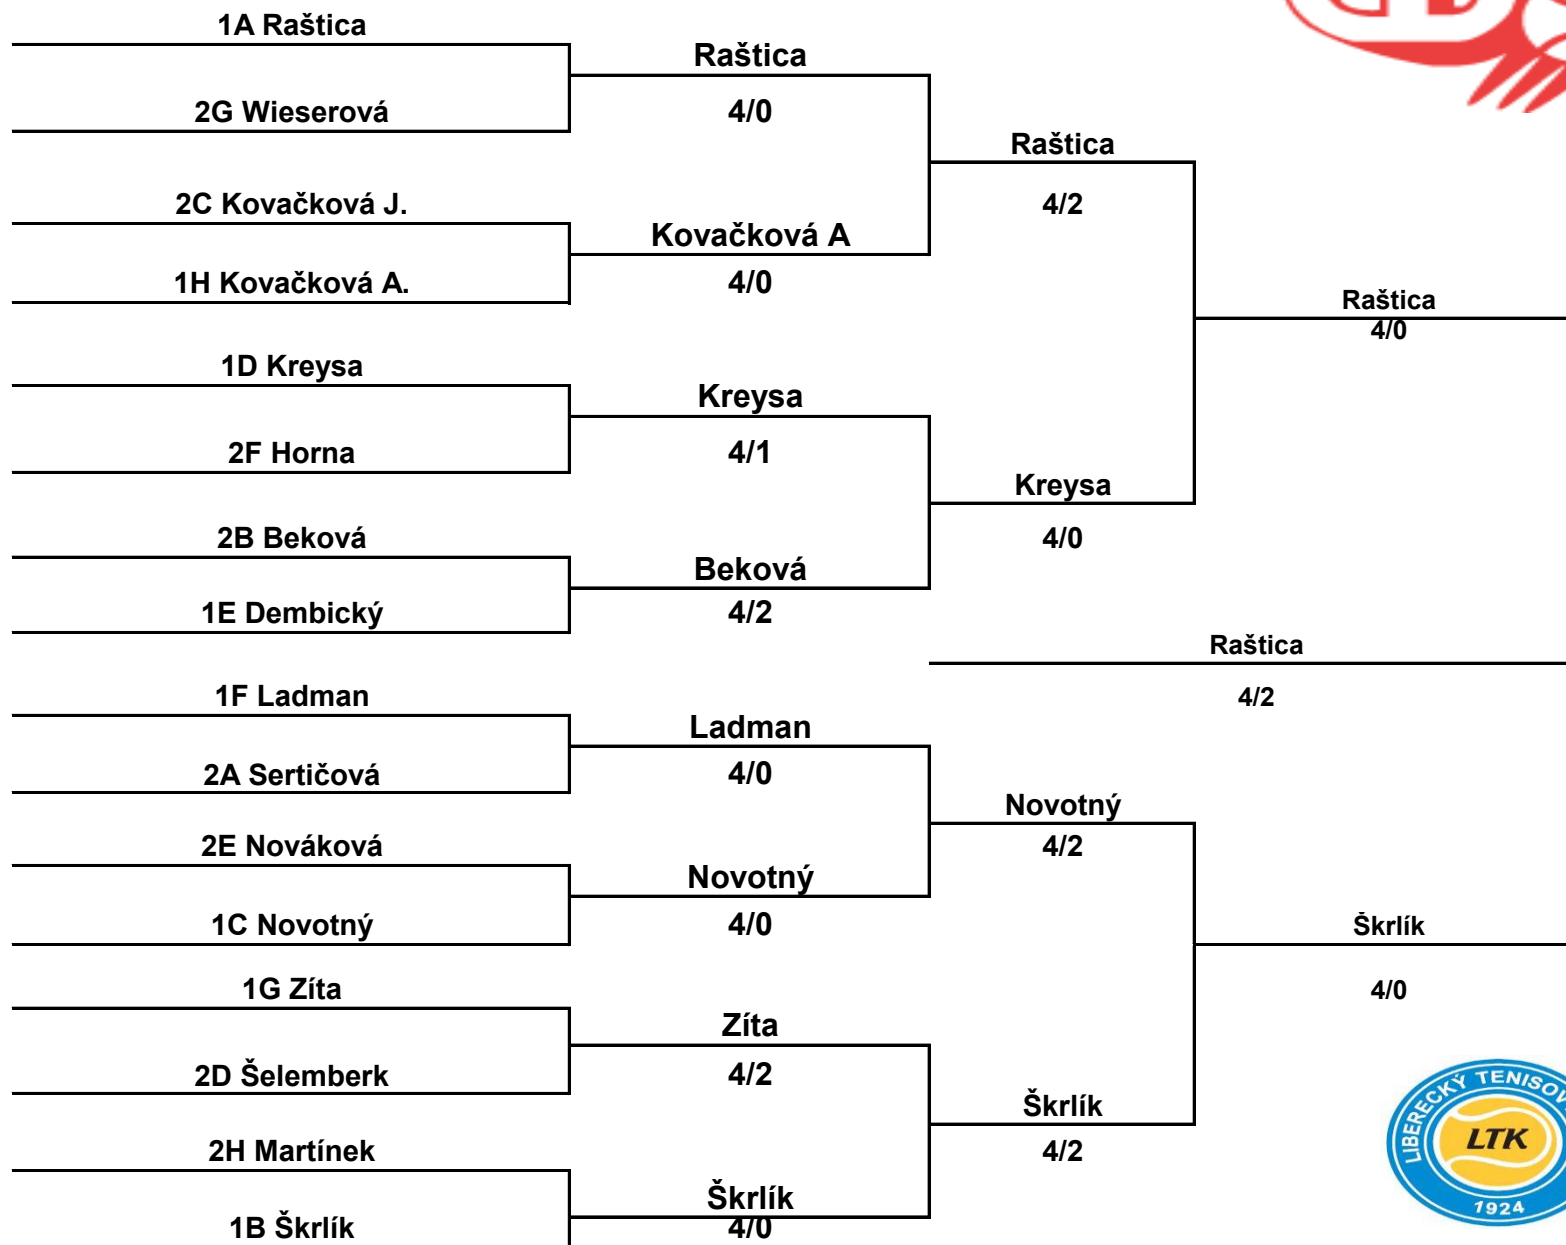 1A Raštica
Raštica
2G Wieserová
4/0
Raštica
2C Kovačková J.
4/2
Kovačková A
1H Kovačková A.
4/0
Raštica
4/0
1D Kreysa
Kreysa
2F Horna
4/1
Kreysa
2B Beková
4/0
Beková
1E Dembický
4/2
Raštica
1F Ladman
4/2
Ladman
2A Sertičová
4/0
Novotný
2E Nováková
4/2
Novotný
1C Novotný
4/0
Škrlík
1G Zíta
4/0
Zíta
2D Šelemberk
4/2
Škrlík
2H Martínek
4/2
Škrlík
1B Škrlík
4/0
LIBERECKÝ TENISOV
LTK
1924